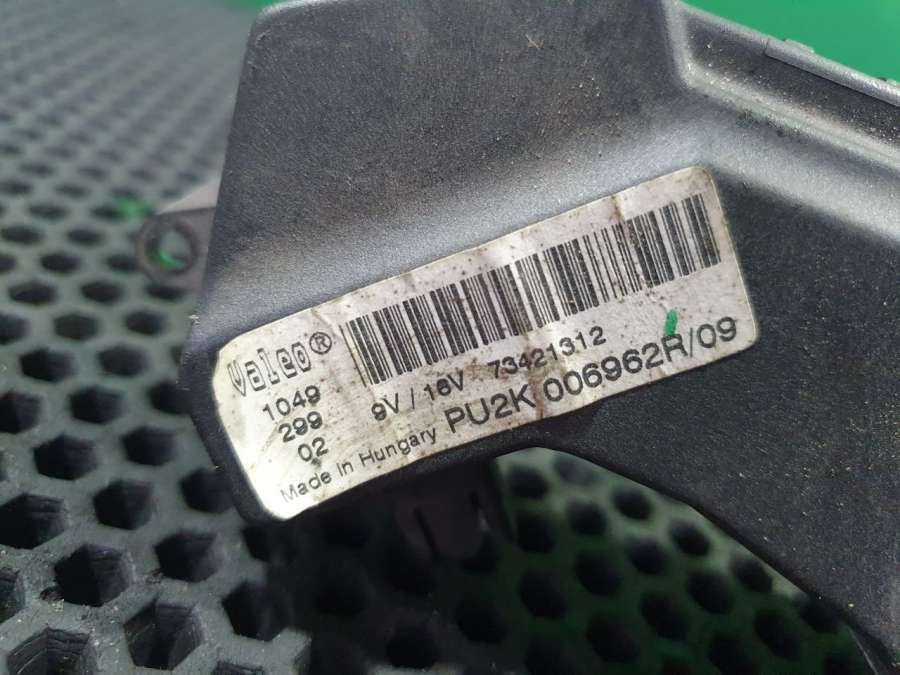 Valeo®
1049
299
02
9V / 16V 73421312
PU2K 006962R/09
Made in Hungary